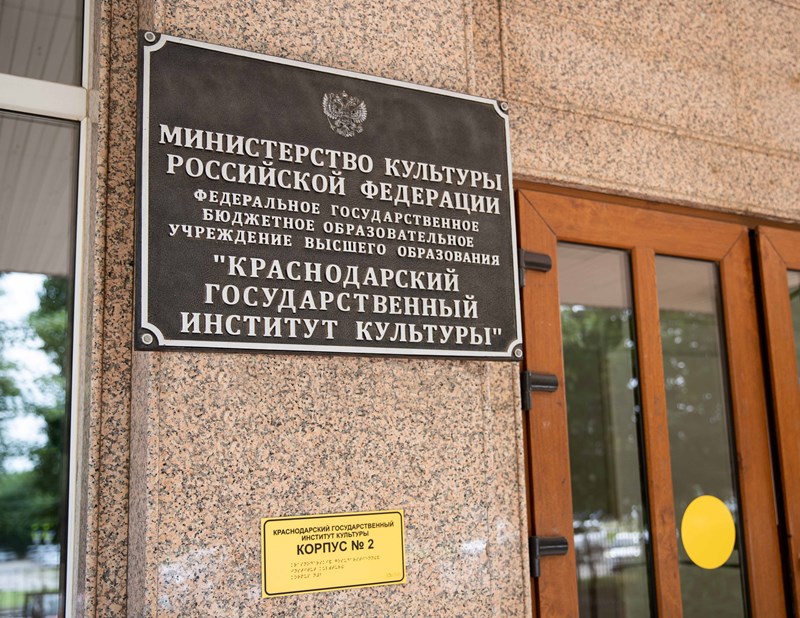 МИНИСТЕРСТВО КУЛЬТУРЫ
РОССИЙСКОЙ ФЕДЕРАЦИИ
ФЕДЕРАЛЬНОЕ ГОСУДАРСТВЕННОЕ
БЮДЖЕТНОЕ ОБРАЗОВАТЕЛЬНОЕ
УЧРЕЖДЕНИЕ ВЫСШЕГО ОБРАЗОВАНИЯ
"КРАСНОДАРСКИЙ
ГОСУДАРСТВЕННЫЙ
ИНСТИТУТ КУЛЬТУРЫ"
КРАСНОДАРСКИЙ ГОСУДАРСТВЕННЫЙ
ИНСТИТУТ КУЛЬТУРЫ
КОРПУС № 2